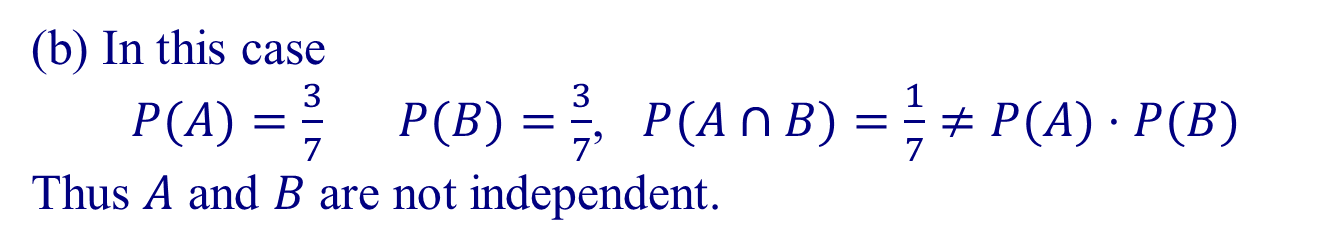 (b) In this case
P(A) = 3/7 P(B) = 3/7, P(A ∩ B) = 1/7 ≠ P(A) · P(B)
Thus A and B are not independent.